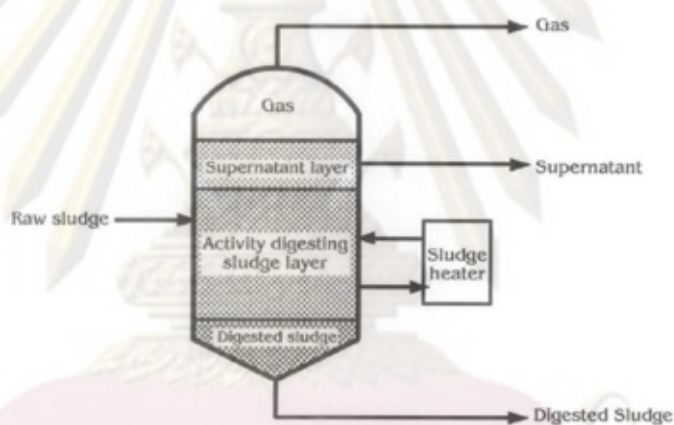 Gas
Gas
Supernatant layer
Supernatant
Raw sludge
Activity digesting
sludge layer
Sludge
heater
Digested sludge
Digested Sludge